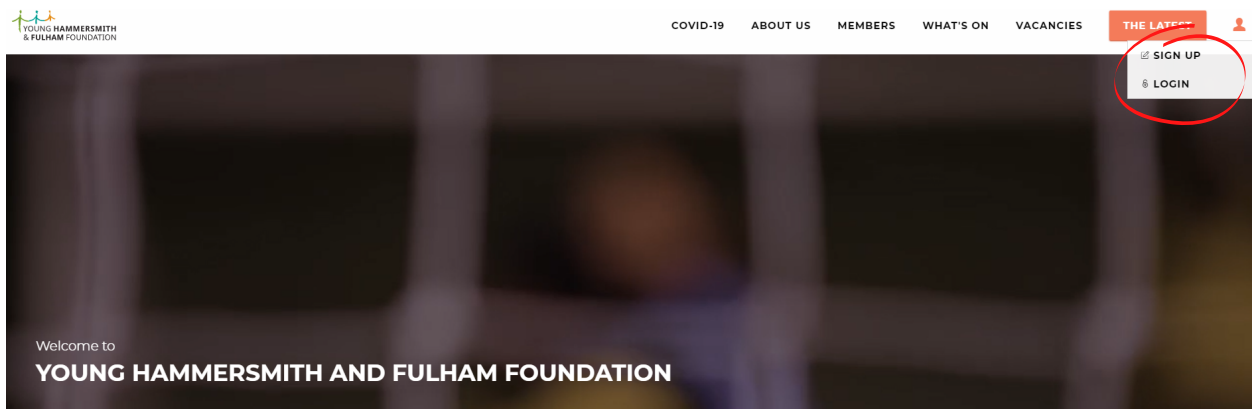 YOUNG HAMMERSMITH
& FULHAM FOUNDATION
COVID-19 ABOUT US MEMBERS WHAT'S ON VACANCIES THE LATEST
SIGN UP
LOGIN
Welcome to
YOUNG HAMMERSMITH AND FULHAM FOUNDATION